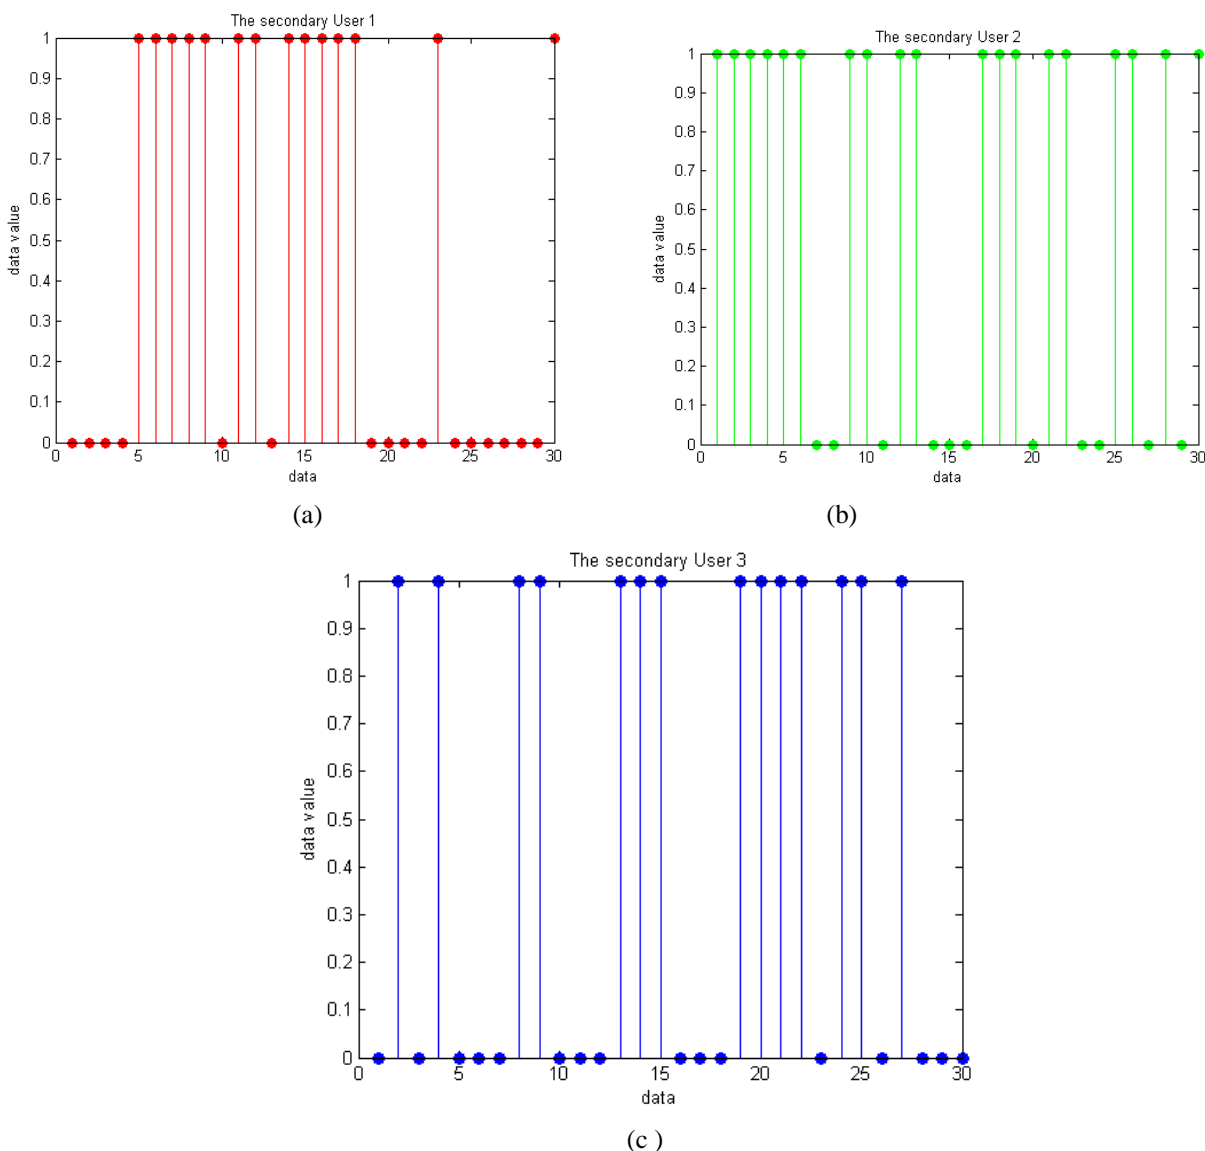 The secondary User 1
1
0.9
0.8
0.7
0.6
0.5
0.4
0.3
0.2
0.1
0
data value
0 5 10 15 20 25 30
data
(a)
The secondary User 2
1
0.9
0.8
0.7
0.6
0.5
0.4
0.3
0.2
0.1
0
data value
0 5 10 15 20 25 30
data
(b)
The secondary User 3
1
0.9
0.8
0.7
0.6
0.5
0.4
0.3
0.2
0.1
0
data value
0 5 10 15 20 25 30
data
(c )